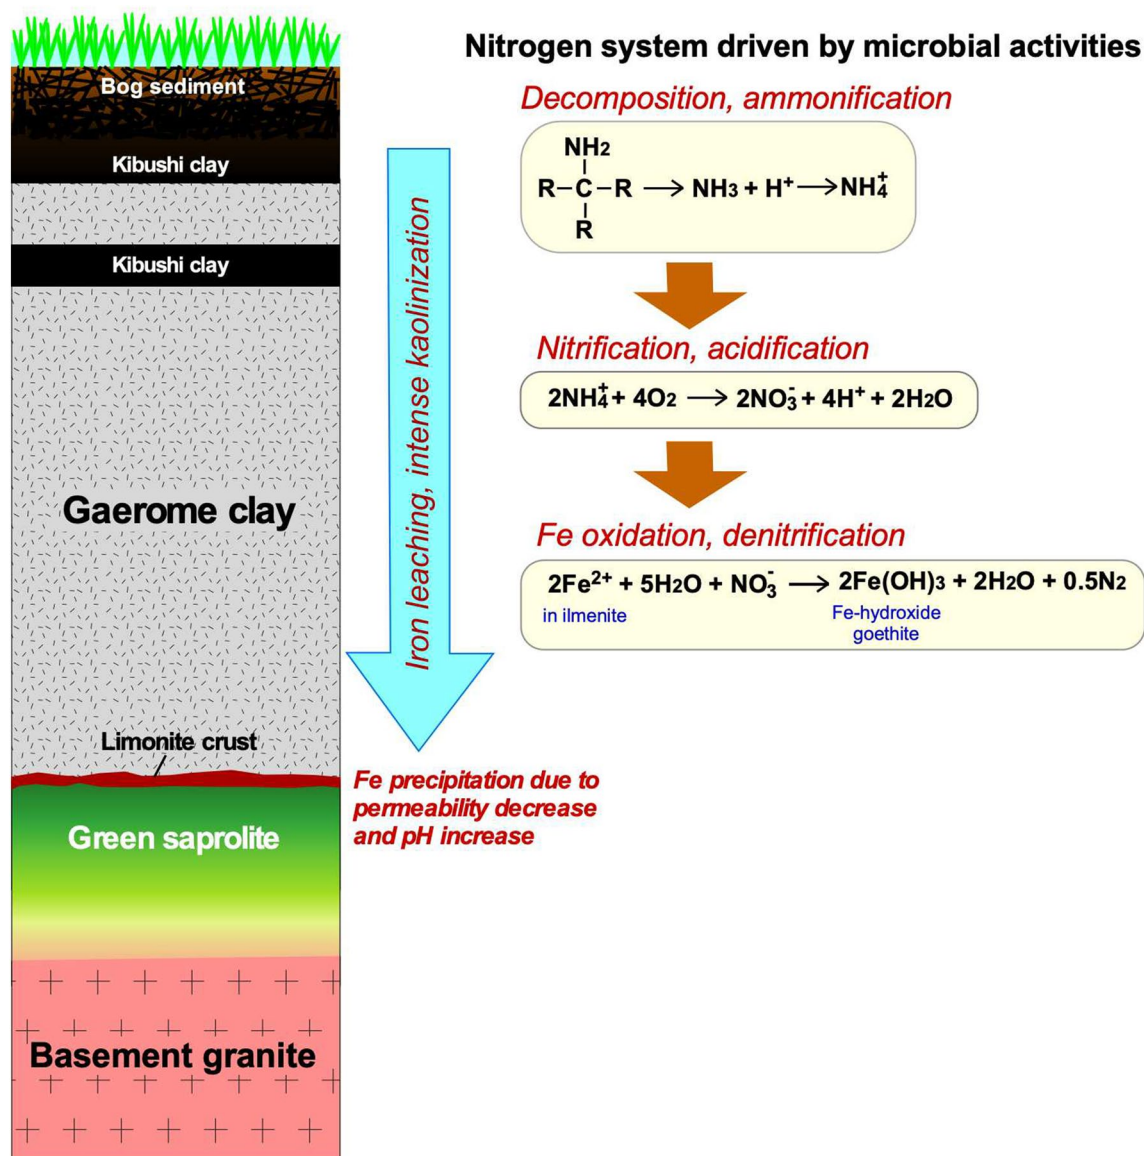 Nitrogen system driven by microbial activities
Bog sediment
Kibushi clay
Kibushi clay
Gaerome clay
Limonite crust
Green saprolite
Basement granite
Iron leaching, intense kaolinization
Fe precipitation due to
permeability decrease
and pH increase
Decomposition, ammonification
NH2
R–C–R → NH3 + H⁺ → NH4⁺
R
Nitrification, acidification
2NH4⁺ + 4O2 → 2NO3⁻ + 4H⁺ + 2H2O
Fe oxidation, denitrification
2Fe²⁺ + 5H2O + NO3⁻ → 2Fe(OH)3 + 2H2O + 0.5N2
in ilmenite
Fe-hydroxide
goethite